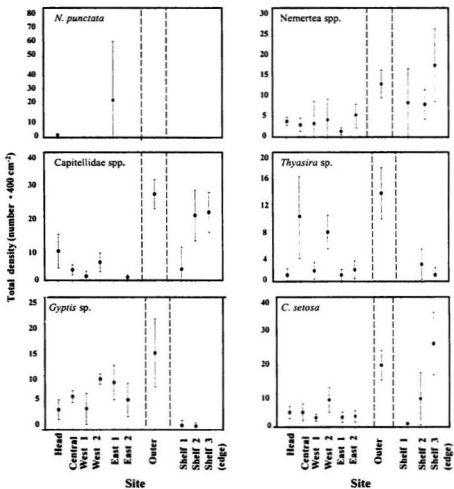 N. punctata
80
70
60
50
40
30
20
10
0
Nemertea spp.
30
25
20
15
10
5
0
Total density (number • 400 cm⁻²)
Capitellidae spp.
40
30
20
10
0
Thyasira sp.
20
16
12
8
4
0
Gyptis sp.
25
20
15
10
5
0
C. setosa
40
30
20
10
0
Head
Central
West 1
West 2
East 1
East 2
Outer
Shelf 1
Shelf 2
Shelf 3
(edge)
Site
Head
Central
West 1
West 2
East 1
East 2
Outer
Shelf 1
Shelf 2
Shelf 3
(edge)
Site